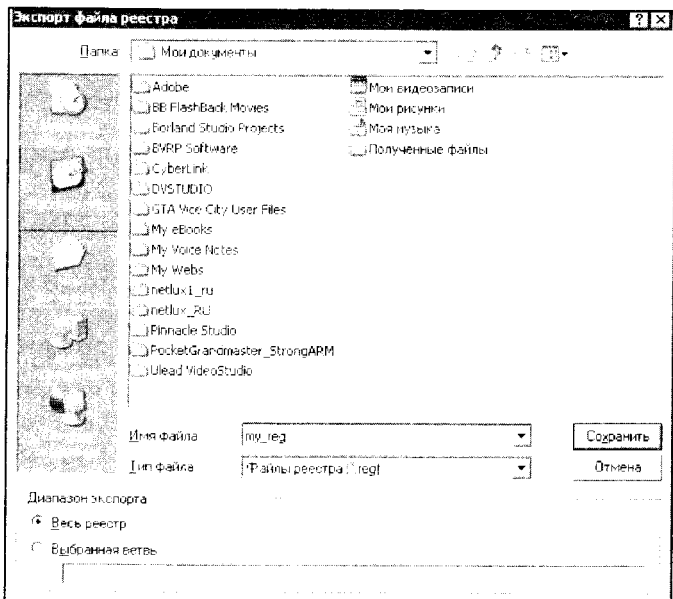 Экспорт файла реестра
Папка
Мои документы
Adobe
BB FlashBack Movies
Borland Studio Projects
BVRP Software
CyberLink
DVSTUDIO
GTA Vice City User Files
My eBooks
My Voice Notes
My Webs
netlux1_ru
netlux_RU
Pinnacle Studio
PocketGrandmaster_StrongARM
Ulead VideoStudio
Мои видеозаписи
Мои рисунки
Моя музыка
Полученные файлы
Имя файла
my_reg
Сохранить
Тип файла
Файлы реестра (*.reg)
Отмена
Диапазон экспорта
Весь реестр
Выбранная ветвь